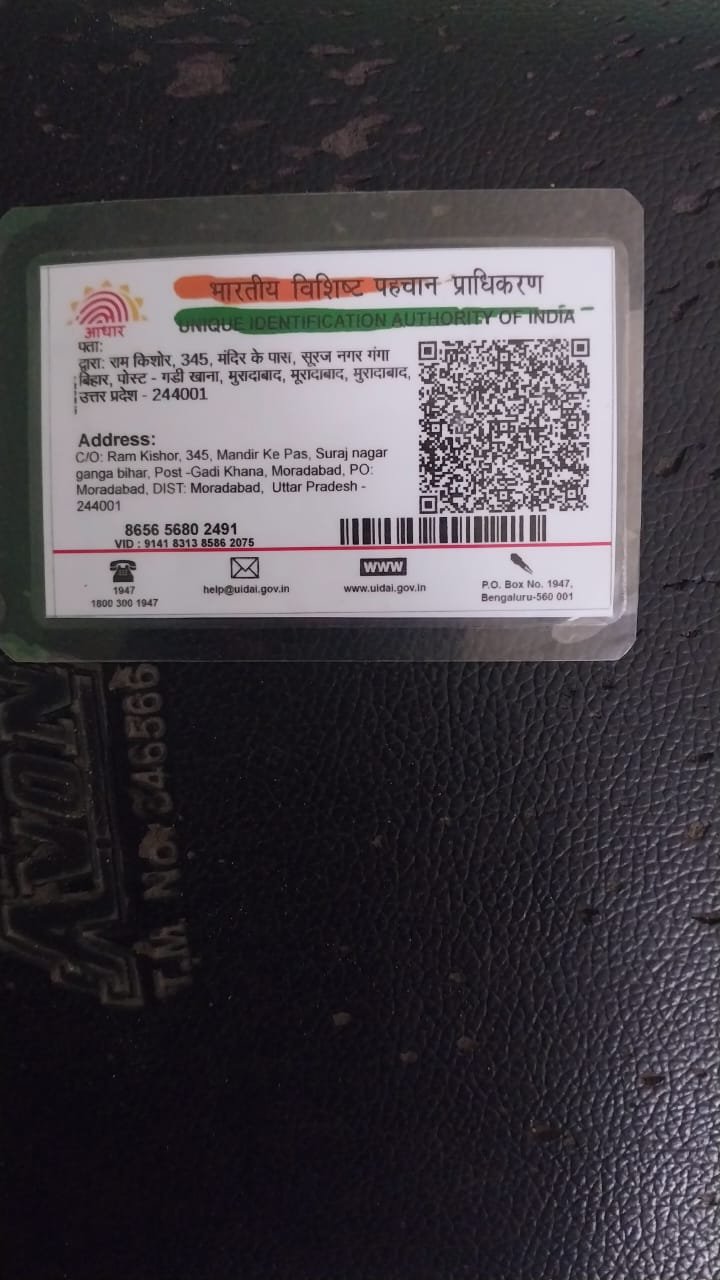 भारतीय विशिष्ट पहचान प्राधिकरण
UNIQUE IDENTIFICATION AUTHORITY OF INDIA
आधार
पता:
द्वारा: राम किशोर, 345, मंदिर के पास, सूरज नगर गंगा
बिहार, पोस्ट - गडी खाना, मुरादाबाद, मूरादाबाद, मुरादाबाद,
उत्तर प्रदेश - 244001
Address:
C/O: Ram Kishor, 345, Mandir Ke Pas, Suraj nagar
ganga bihar, Post -Gadi Khana, Moradabad, PO:
Moradabad, DIST: Moradabad, Uttar Pradesh -
244001
8656 5680 2491
VID : 9141 8313 8586 2075
1947
1800 300 1947
help@uidai.gov.in
WWW
www.uidai.gov.in
P.O. Box No. 1947,
Bengaluru-560 001
AVON
T.M. No. 546566